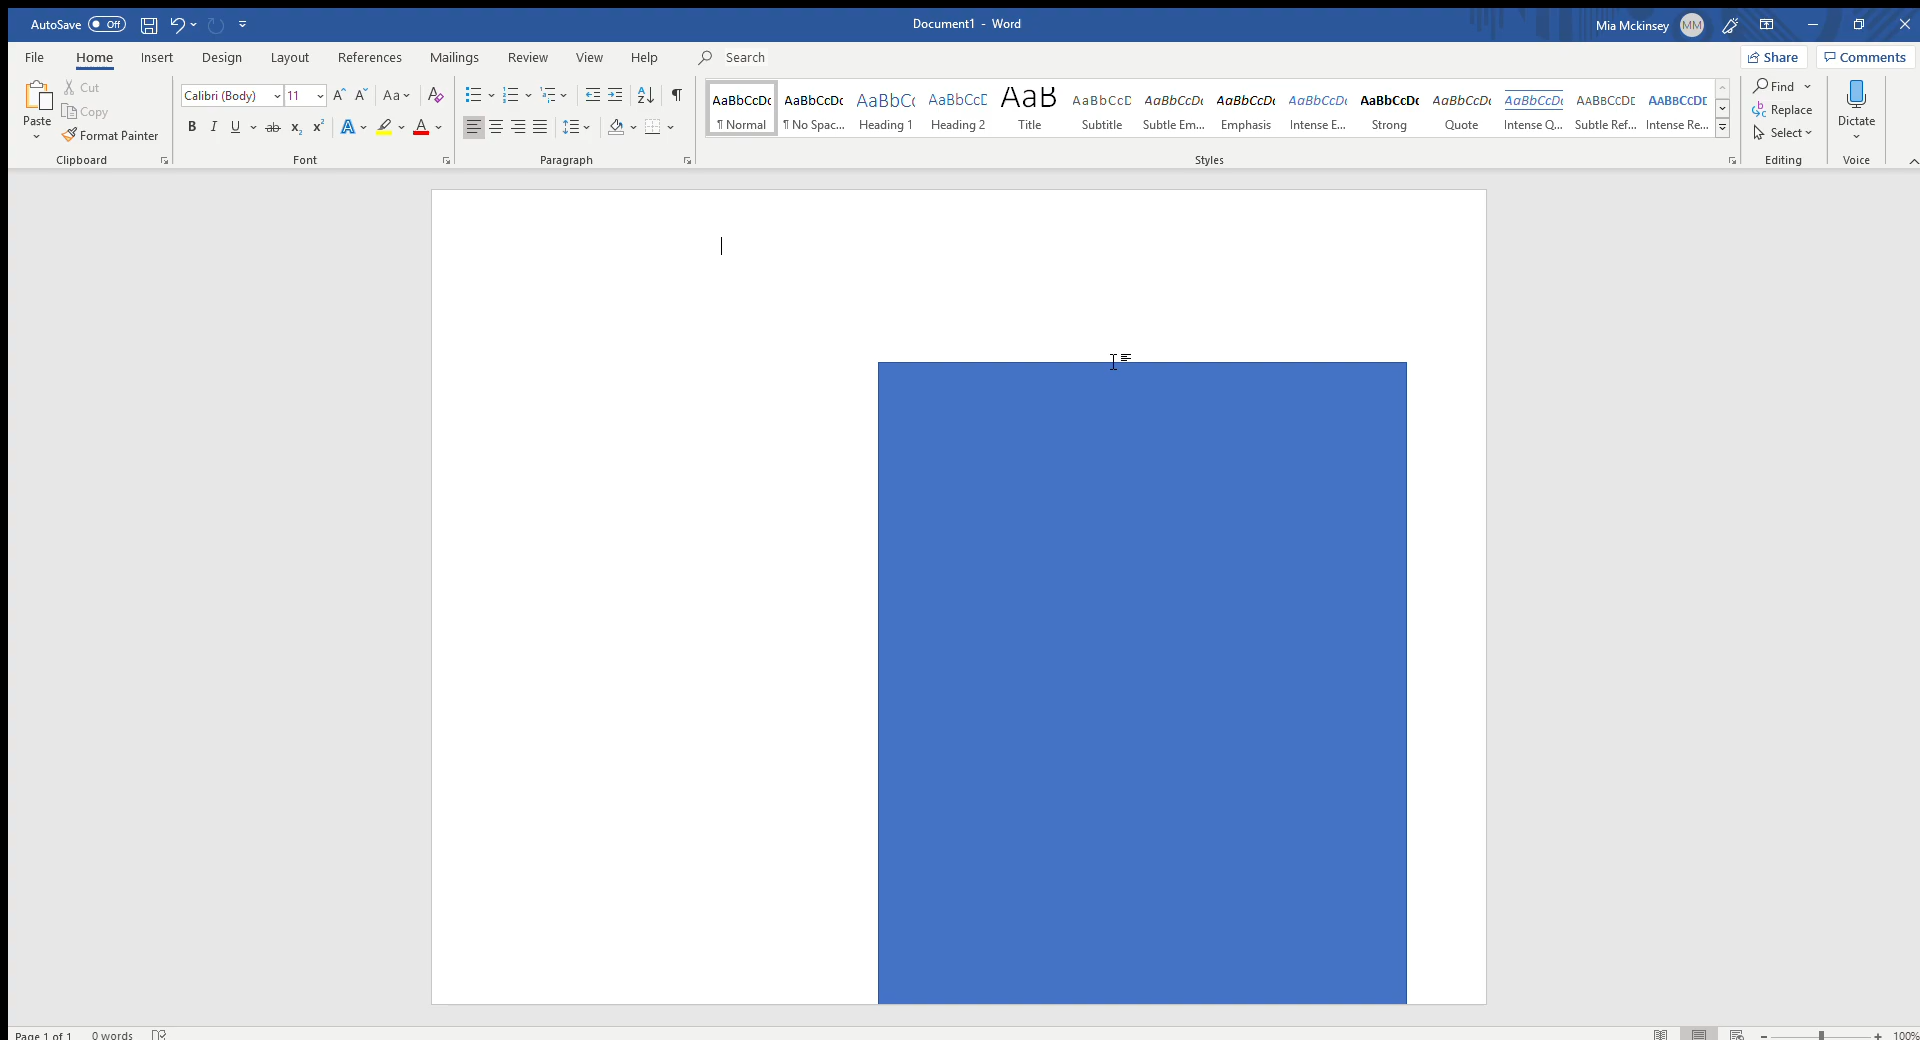 AutoSave Off Document1 - Word Mia Mckinsey MM
File Home Insert Design Layout References Mailings Review View Help Search Share Comments
Paste Cut Copy Format Painter
Calibri (Body) 11 Aa
B I U ab x₂ x² A A
AaBbCcDc AaBbCcDc AaBbCc AaBbCcE AaB AaBbCcD AaBbCcDc AaBbCcDc AaBbCcDc AaBbCcDc AaBbCcDc AaBbCcDc AABBCCDE AABBCCDE
¶ Normal ¶ No Spac... Heading 1 Heading 2 Title Subtitle Subtle Em... Emphasis Intense E... Strong Quote Intense Q... Subtle Ref... Intense Re...
Find
Replace
Select
Dictate
Clipboard Font Paragraph Styles Editing Voice
Page 1 of 1 0 words 100%